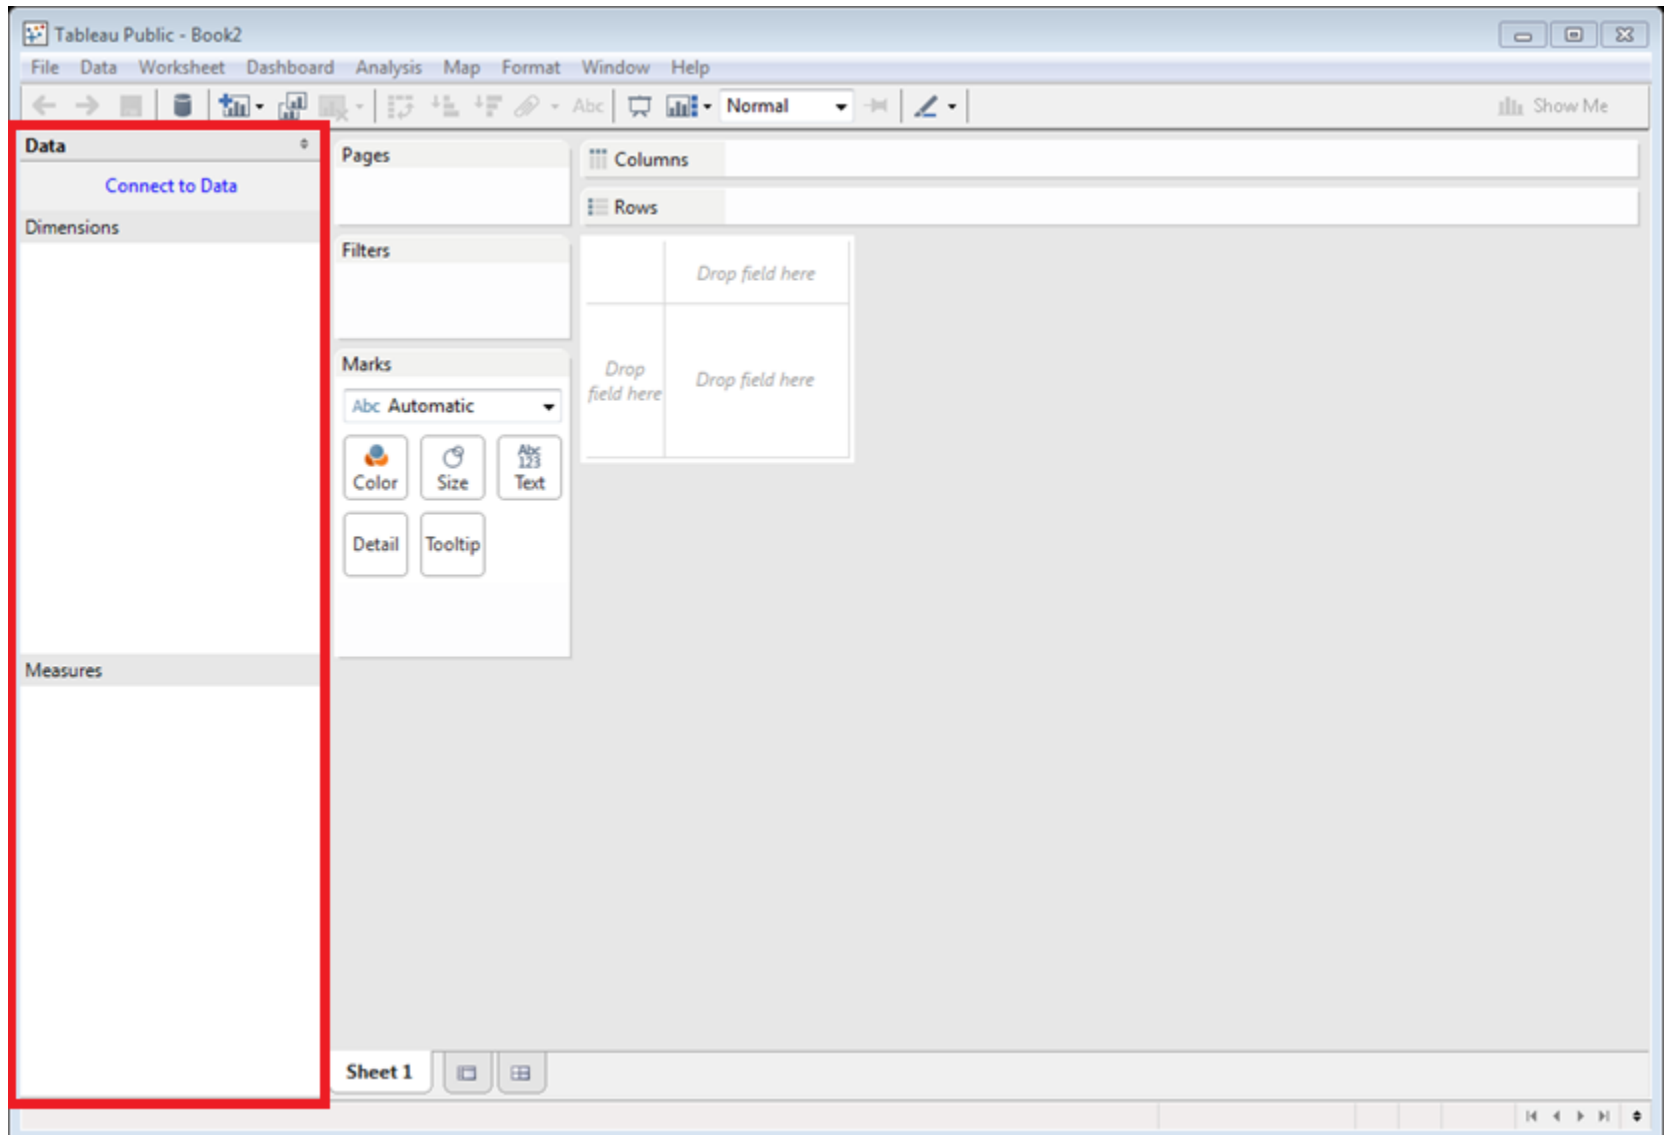 Tableau Public - Book2
File Data Worksheet Dashboard Analysis Map Format Window Help
Abc Normal Show Me
Data
Connect to Data
Dimensions
Measures
Pages
Filters
Marks
Abc Automatic
Color Size Abc 123 Text
Detail Tooltip
Columns
Rows
Drop field here
Drop field here
Drop field here
Sheet 1